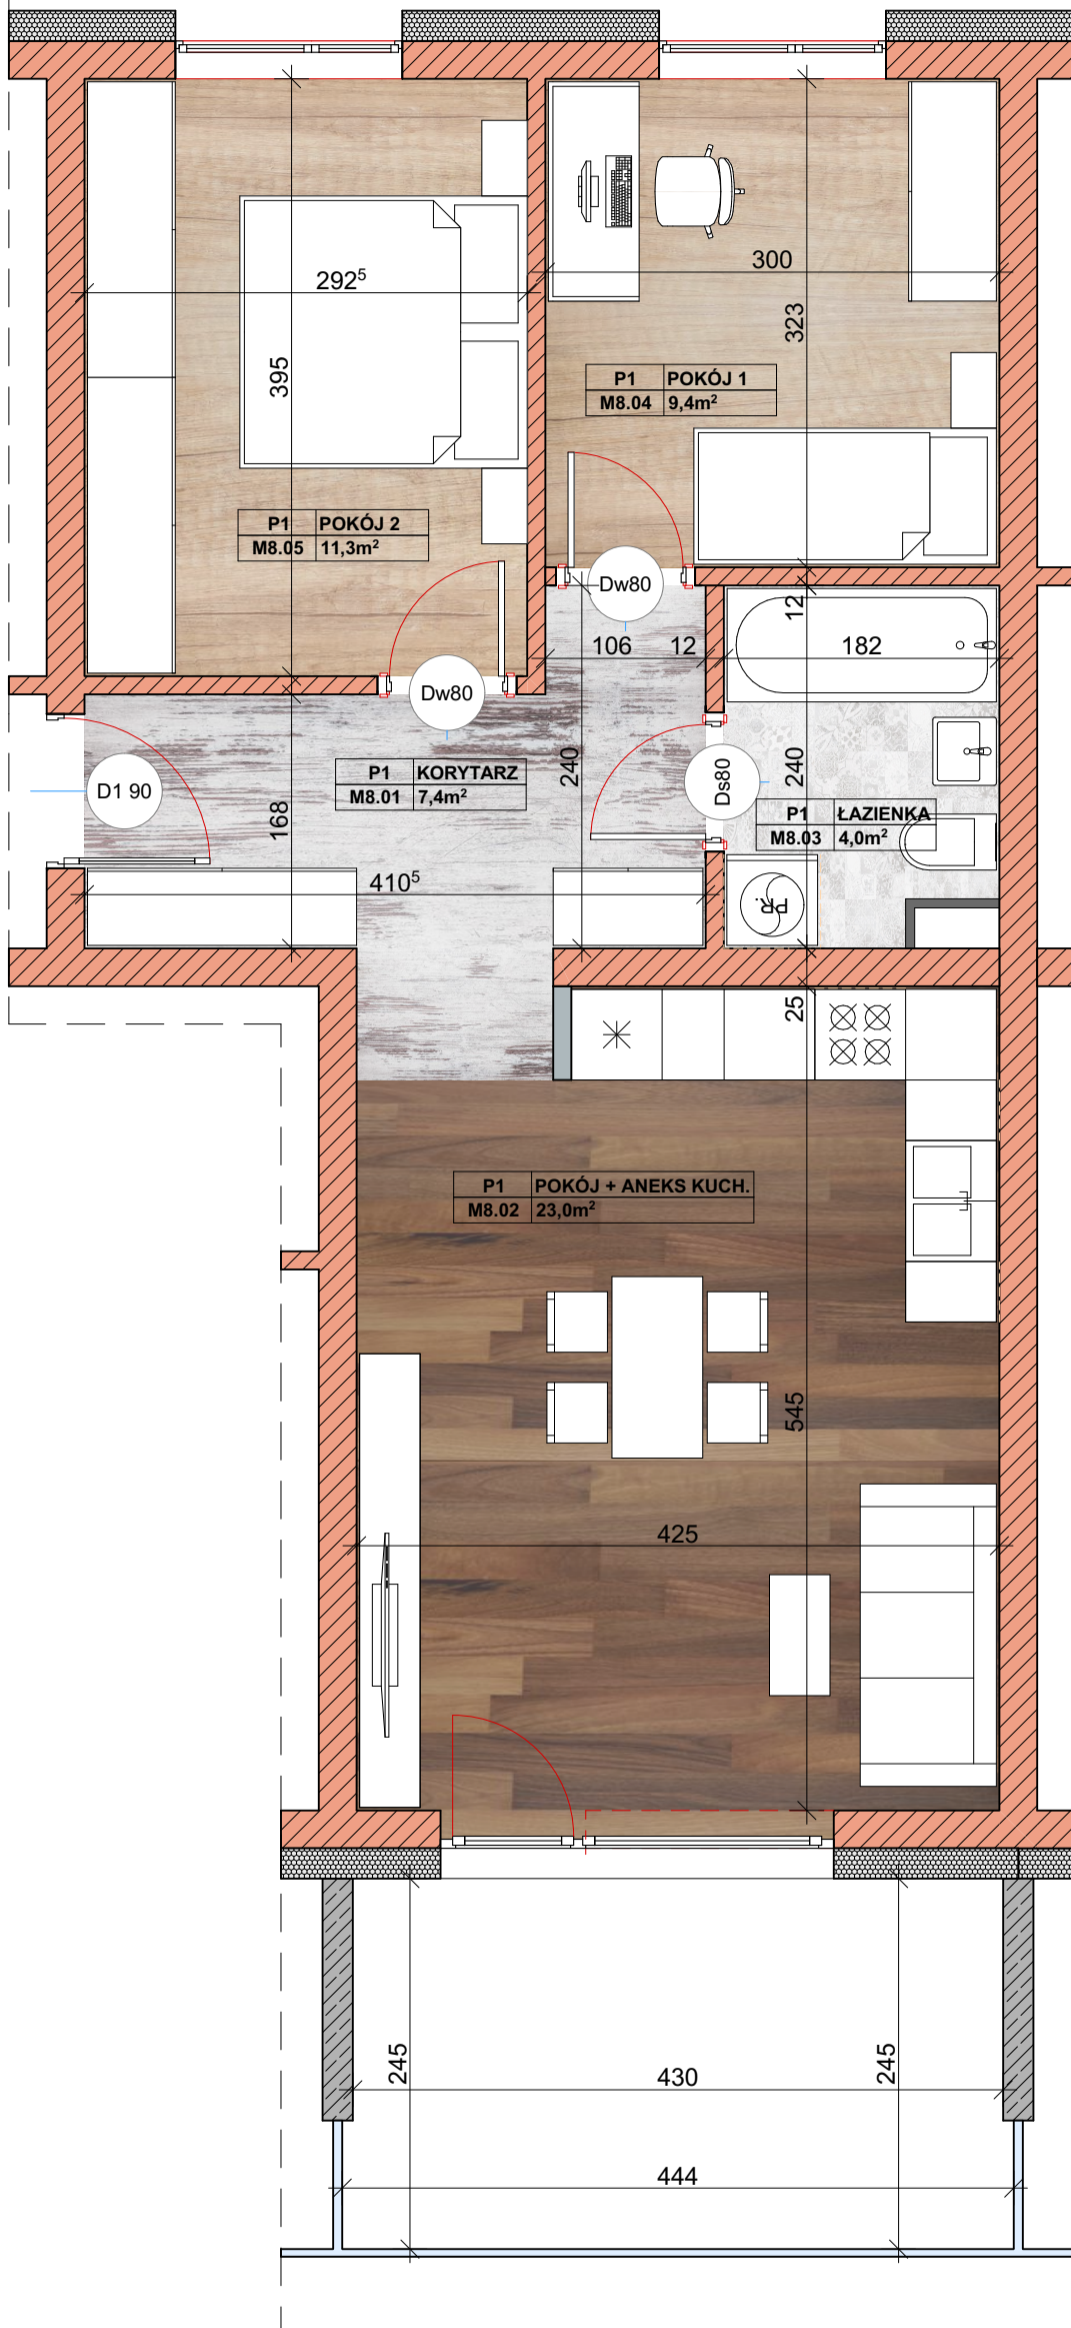 292⁵
300
395
323
P1 POKÓJ 1
M8.04 9,4m²
P1 POKÓJ 2
M8.05 11,3m²
Dw80
12
106
12
182
Dw80
D1 90
P1 KORYTARZ
M8.01 7,4m²
168
240
Ds80
240
P1 ŁAZIENKA
M8.03 4,0m²
410⁵
PR.
25
P1 POKÓJ + ANEKS KUCH.
M8.02 23,0m²
545
425
245
430
245
444